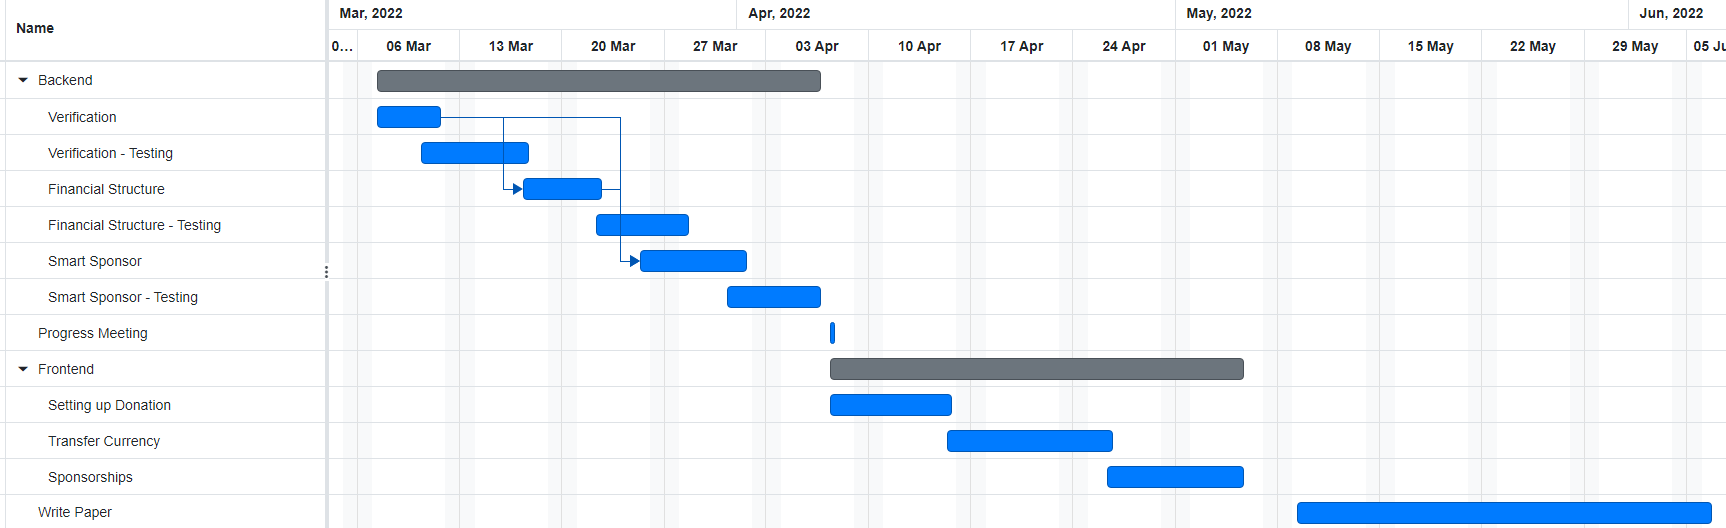 Name
Mar, 2022 Apr, 2022 May, 2022 Jun, 2022
0... 06 Mar 13 Mar 20 Mar 27 Mar 03 Apr 10 Apr 17 Apr 24 Apr 01 May 08 May 15 May 22 May 29 May 05 Ju
Backend
Verification
Verification - Testing
Financial Structure
Financial Structure - Testing
Smart Sponsor
Smart Sponsor - Testing
Progress Meeting
Frontend
Setting up Donation
Transfer Currency
Sponsorships
Write Paper